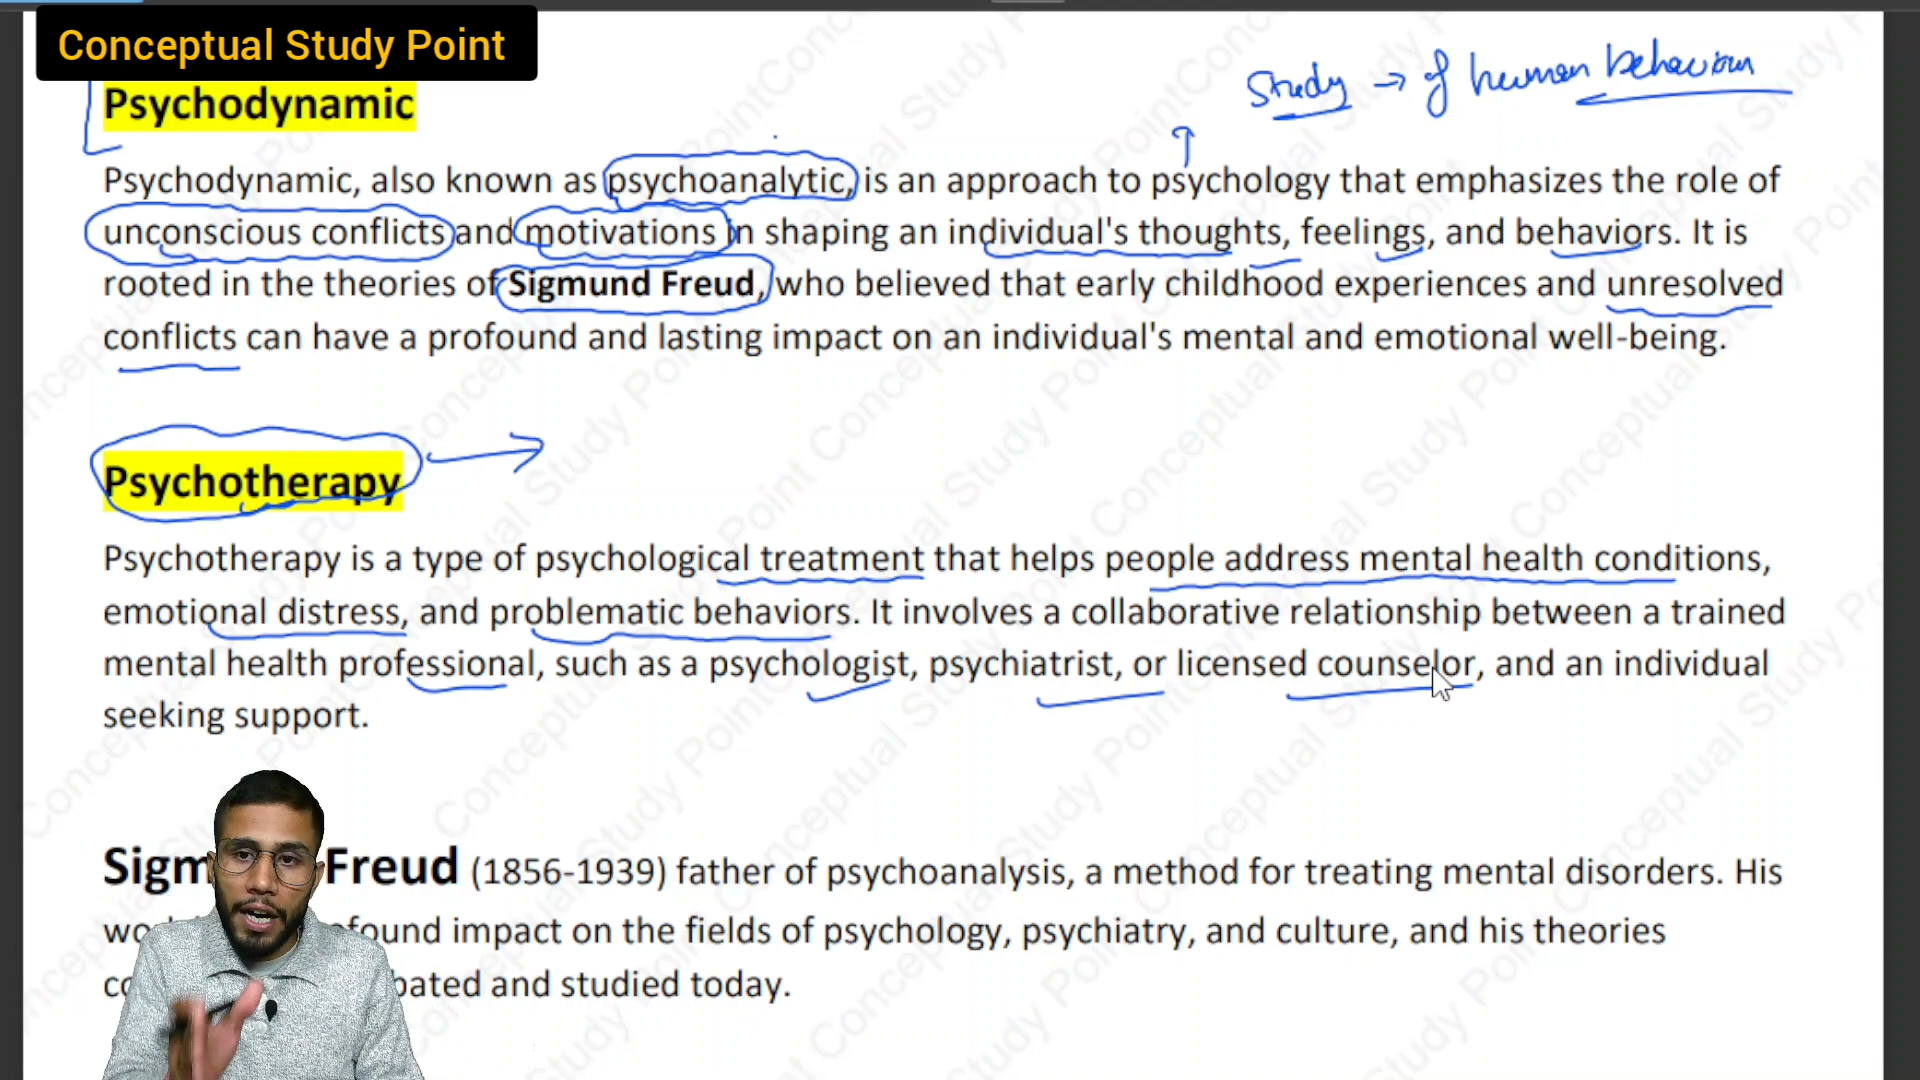 Conceptual Study Point
Study → of human behaviour
Psychodynamic
Psychodynamic, also known as psychoanalytic, is an approach to psychology that emphasizes the role of
unconscious conflicts and motivations in shaping an individual's thoughts, feelings, and behaviors. It is
rooted in the theories of Sigmund Freud, who believed that early childhood experiences and unresolved
conflicts can have a profound and lasting impact on an individual's mental and emotional well-being.
Psychotherapy
Psychotherapy is a type of psychological treatment that helps people address mental health conditions,
emotional distress, and problematic behaviors. It involves a collaborative relationship between a trained
mental health professional, such as a psychologist, psychiatrist, or licensed counselor, and an individual
seeking support.
Freud (1856-1939) father of psychoanalysis, a method for treating mental disorders. His
impact on the fields of psychology, psychiatry, and culture, and his theories
and studied today.